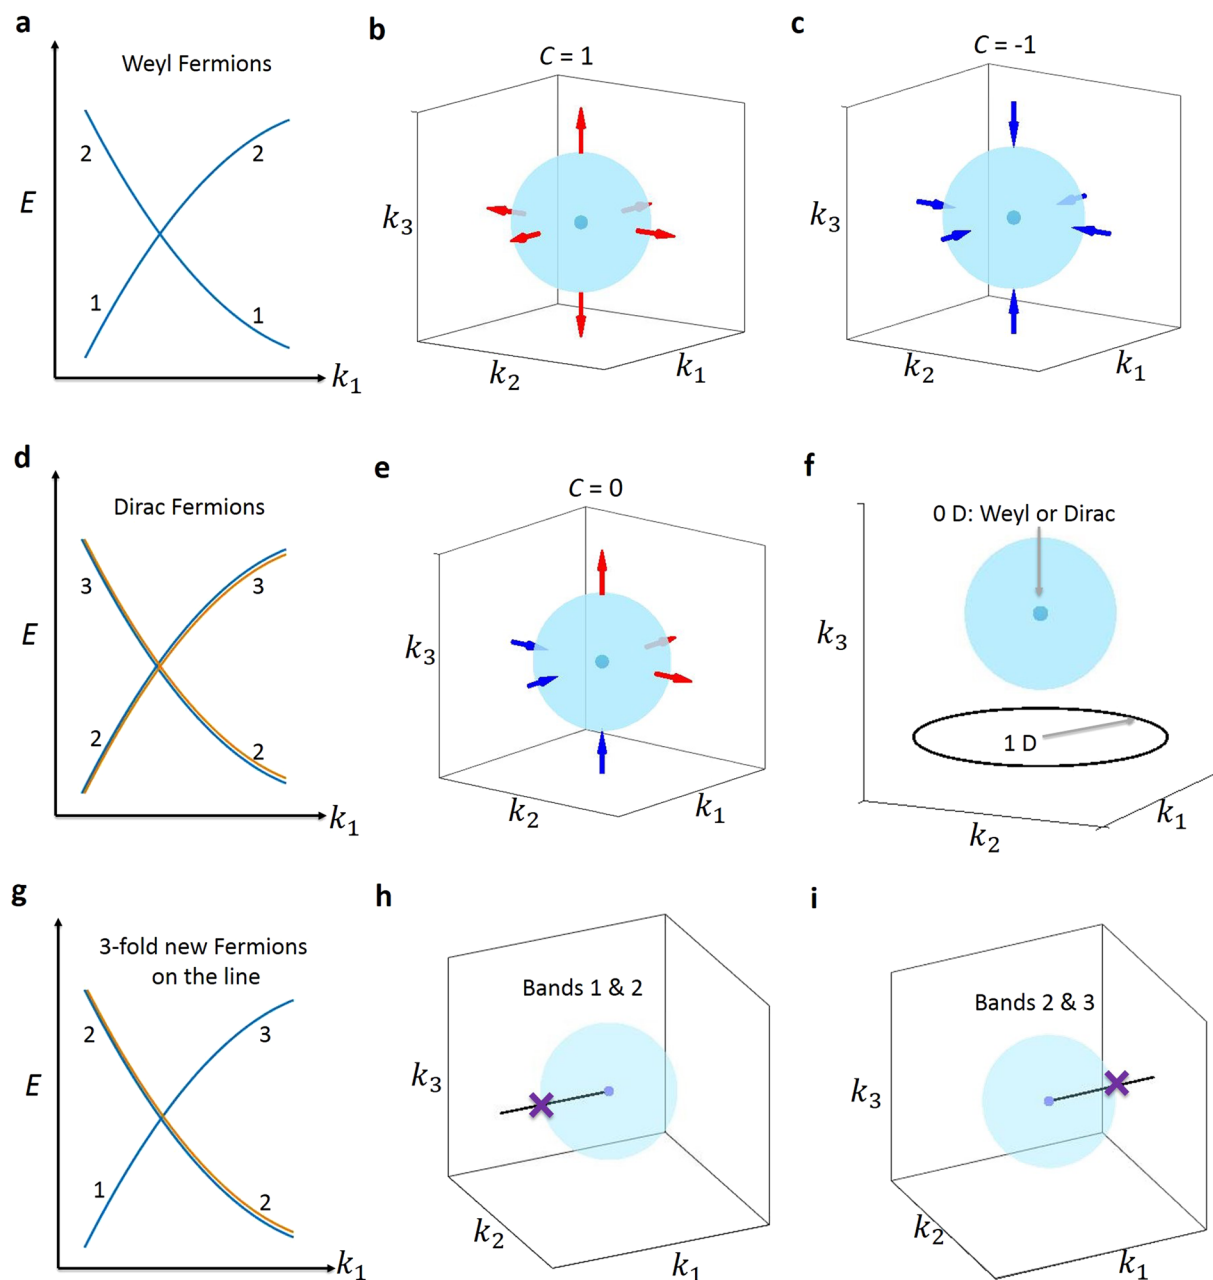 a
Weyl Fermions
2
2
E
1
1
k₁
b
C = 1
k₃
k₂
k₁
c
C = -1
k₃
k₂
k₁
d
Dirac Fermions
3
3
E
2
2
k₁
e
C = 0
k₃
k₂
k₁
f
0 D: Weyl or Dirac
k₃
1 D
k₂
k₁
g
3-fold new Fermions
on the line
2
3
E
1
2
k₁
h
Bands 1 & 2
k₃
k₂
k₁
i
Bands 2 & 3
k₃
k₂
k₁